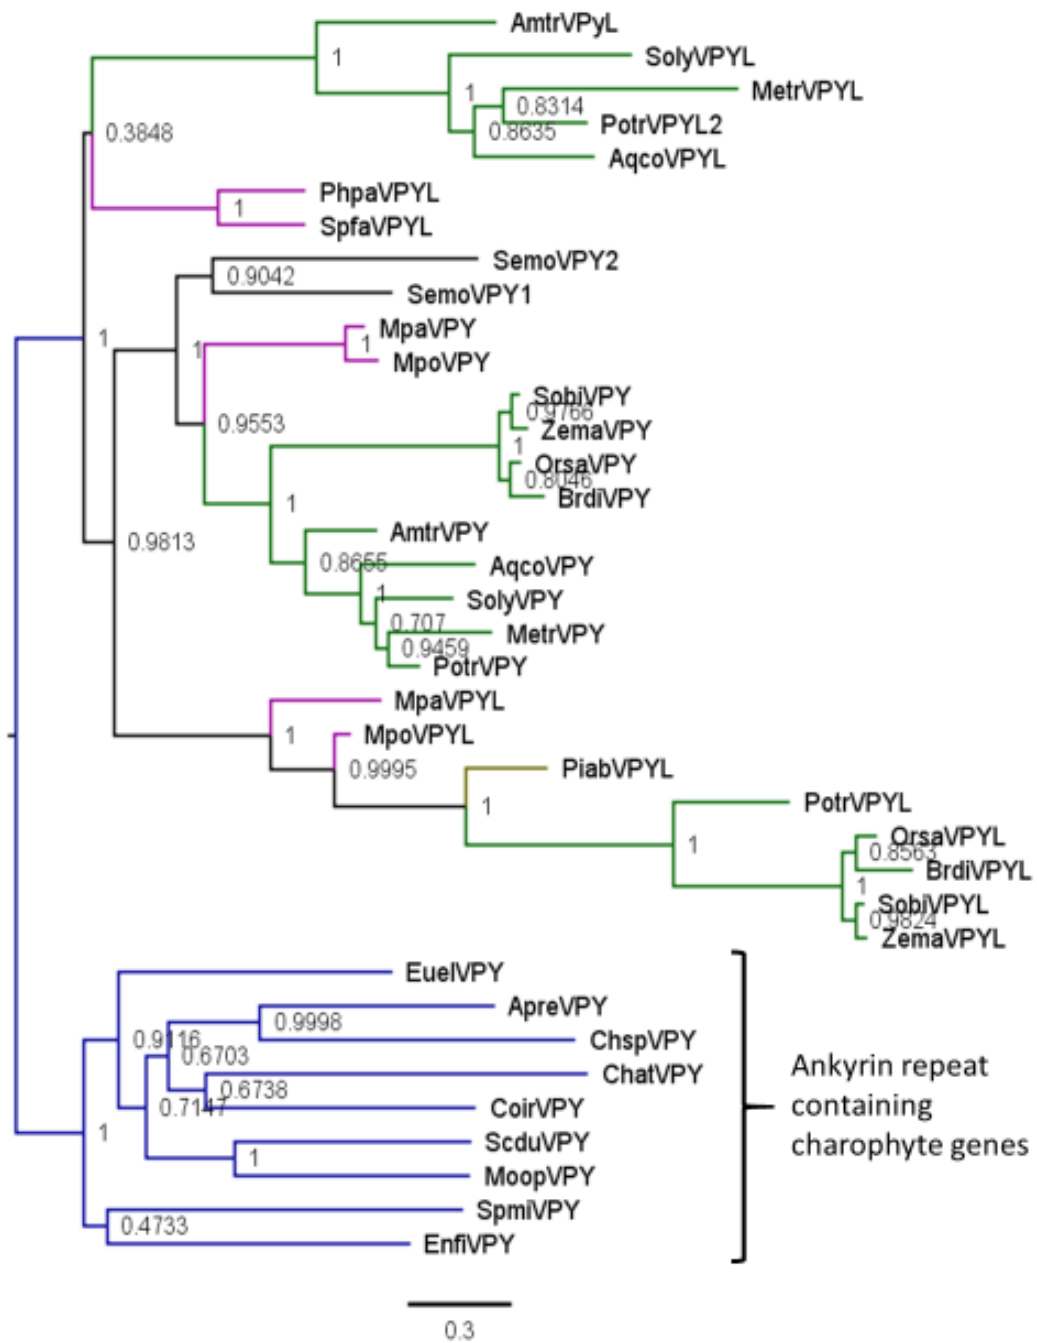 AmtrVPyL
1
SolyVPYL
1
MetrVPYL
0.8314
0.3848
0.8635
PotrVPYL2
AqcoVPYL
PhpaVPYL
1
SpfaVPYL
SemoVPY2
0.9042
SemoVPY1
MpaVPY
1
1
1
MpoVPY
SobiVPY
0.9766
0.9553
ZemaVPY
1
OrsaVPY
0.8046
BrdiVPY
1
AmtrVPY
0.9813
0.8655
AqcoVPY
1
SolyVPY
0.707
MetrVPY
0.9459
PotrVPY
MpaVPYL
1
MpoVPYL
0.9995
PiabVPYL
1
PotrVPYL
OrsaVPYL
1
0.8563
BrdiVPYL
1
SobiVPYL
0.9824
ZemaVPYL
EuelVPY
ApreVPY
0.9998
0.9116
ChspVPY
0.6703
ChatVPY
0.6738
0.7147
CoirVPY
1
ScduVPY
1
MoopVPY
SpmiVPY
0.4733
EnfiVPY
Ankyrin repeat
containing
charophyte genes
0.3